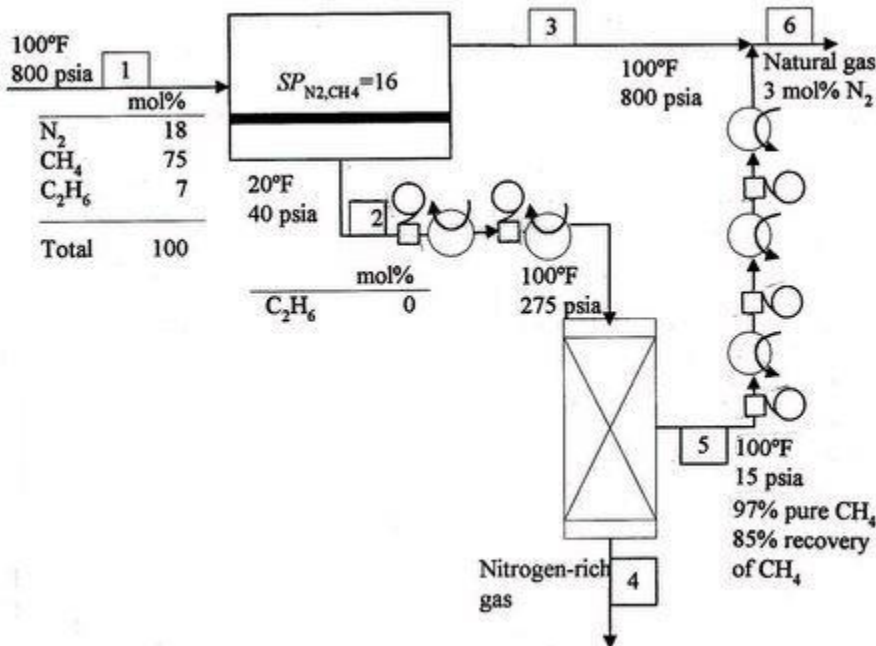 100ºF
800 psia
1
mol%
N₂ 18
CH₄ 75
C₂H₆ 7
Total 100
SP_N2,CH4=16
3
100ºF
800 psia
6
Natural gas
3 mol% N₂
20ºF
40 psia
2
mol%
C₂H₆ 0
100ºF
275 psia
5
100ºF
15 psia
97% pure CH₄
85% recovery
of CH₄
Nitrogen-rich
gas
4